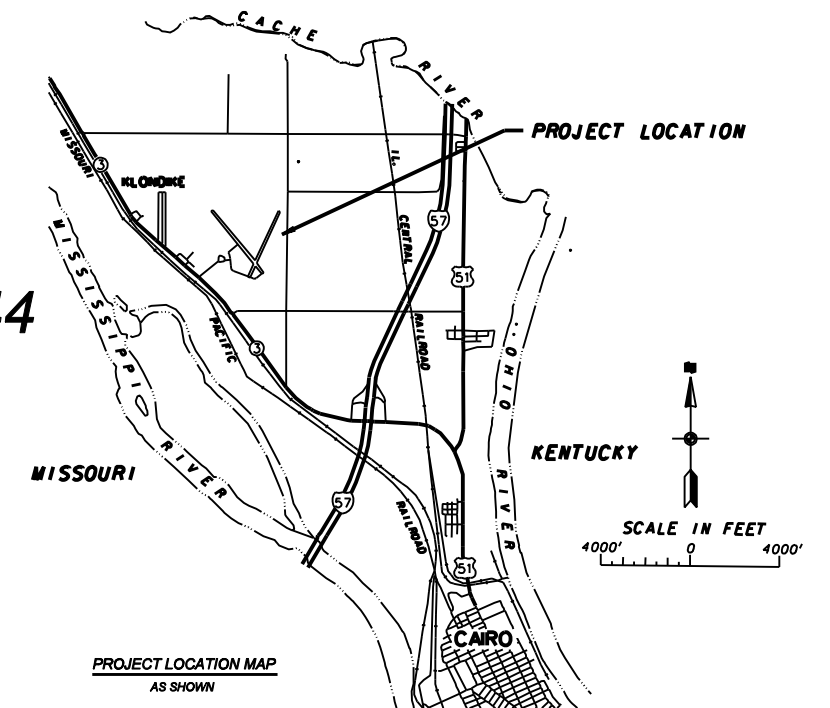 CACHE
RIVER
PROJECT LOCATION
MISSOURI
3
KLONDIKE
IL.
57
CENTRAL
51
MISSISSIPPI
44
PACIFIC
3
RAILROAD
OHIO
N
KENTUCKY
MISSOURI
RIVER
RIVER
57
RAILROAD
SCALE IN FEET
4000' 0 4000'
51
CAIRO
PROJECT LOCATION MAP
AS SHOWN